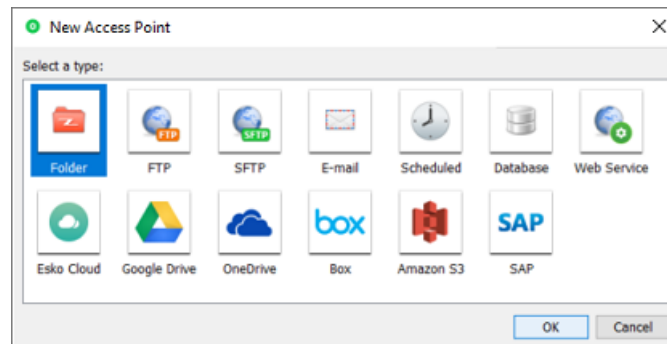 New Access Point
Select a type:
FTP SFTP
Folder FTP SFTP E-mail Scheduled Database Web Service
box SAP
Esko Cloud Google Drive OneDrive Box Amazon S3 SAP
OK Cancel